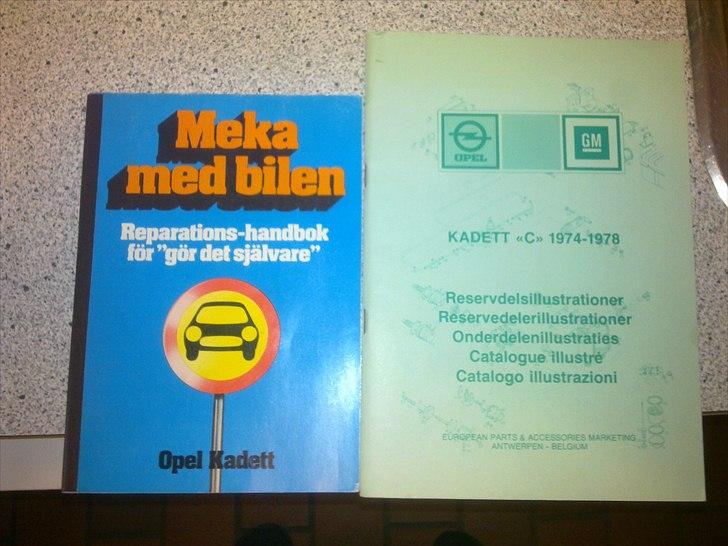 Meka
med bilen
Reparations-handbok
för "gör det självare"
Opel Kadett
OPEL
GM
KADETT «C» 1974-1978
Reservdelsillustrationer
Reservedelerillustrationer
Onderdelenillustraties
Catalogue illustré
Catalogo illustrazioni
EUROPEAN PARTS & ACCESSORIES MARKETING
ANTWERPEN - BELGIUM